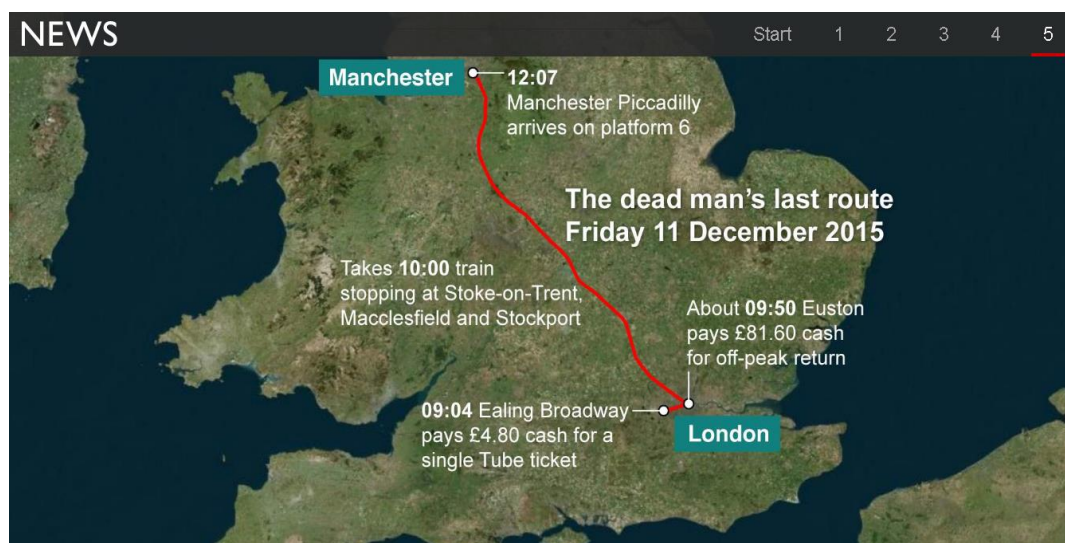 NEWS
Start 1 2 3 4 5
Manchester
12:07
Manchester Piccadilly
arrives on platform 6
The dead man’s last route
Friday 11 December 2015
Takes 10:00 train
stopping at Stoke-on-Trent,
Macclesfield and Stockport
About 09:50 Euston
pays £81.60 cash
for off-peak return
09:04 Ealing Broadway
pays £4.80 cash for a
single Tube ticket
London